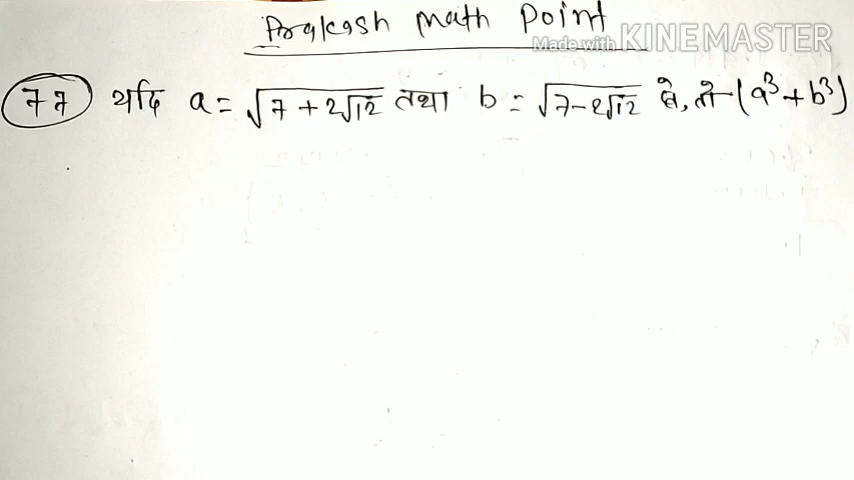 Prakash math Point
Made with KINEMASTER
77 यदि a = √7 + 2√12 तथा b = √7 - 2√12 हो, तो (a³ + b³)